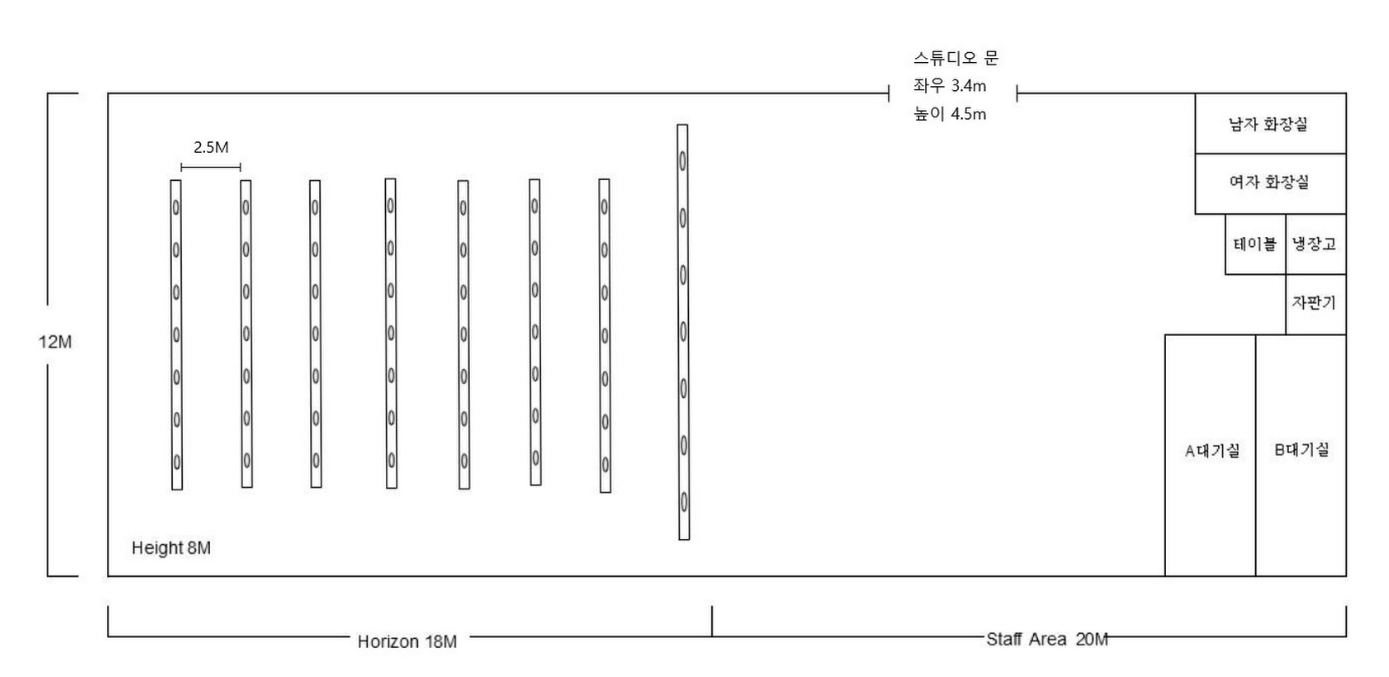 스튜디오 문
좌우 3.4m
높이 4.5m
남자 화장실
2.5M
여자 화장실
테이블
냉장고
자판기
12M
A대기실
B대기실
Height 8M
Horizon 18M
Staff Area 20M